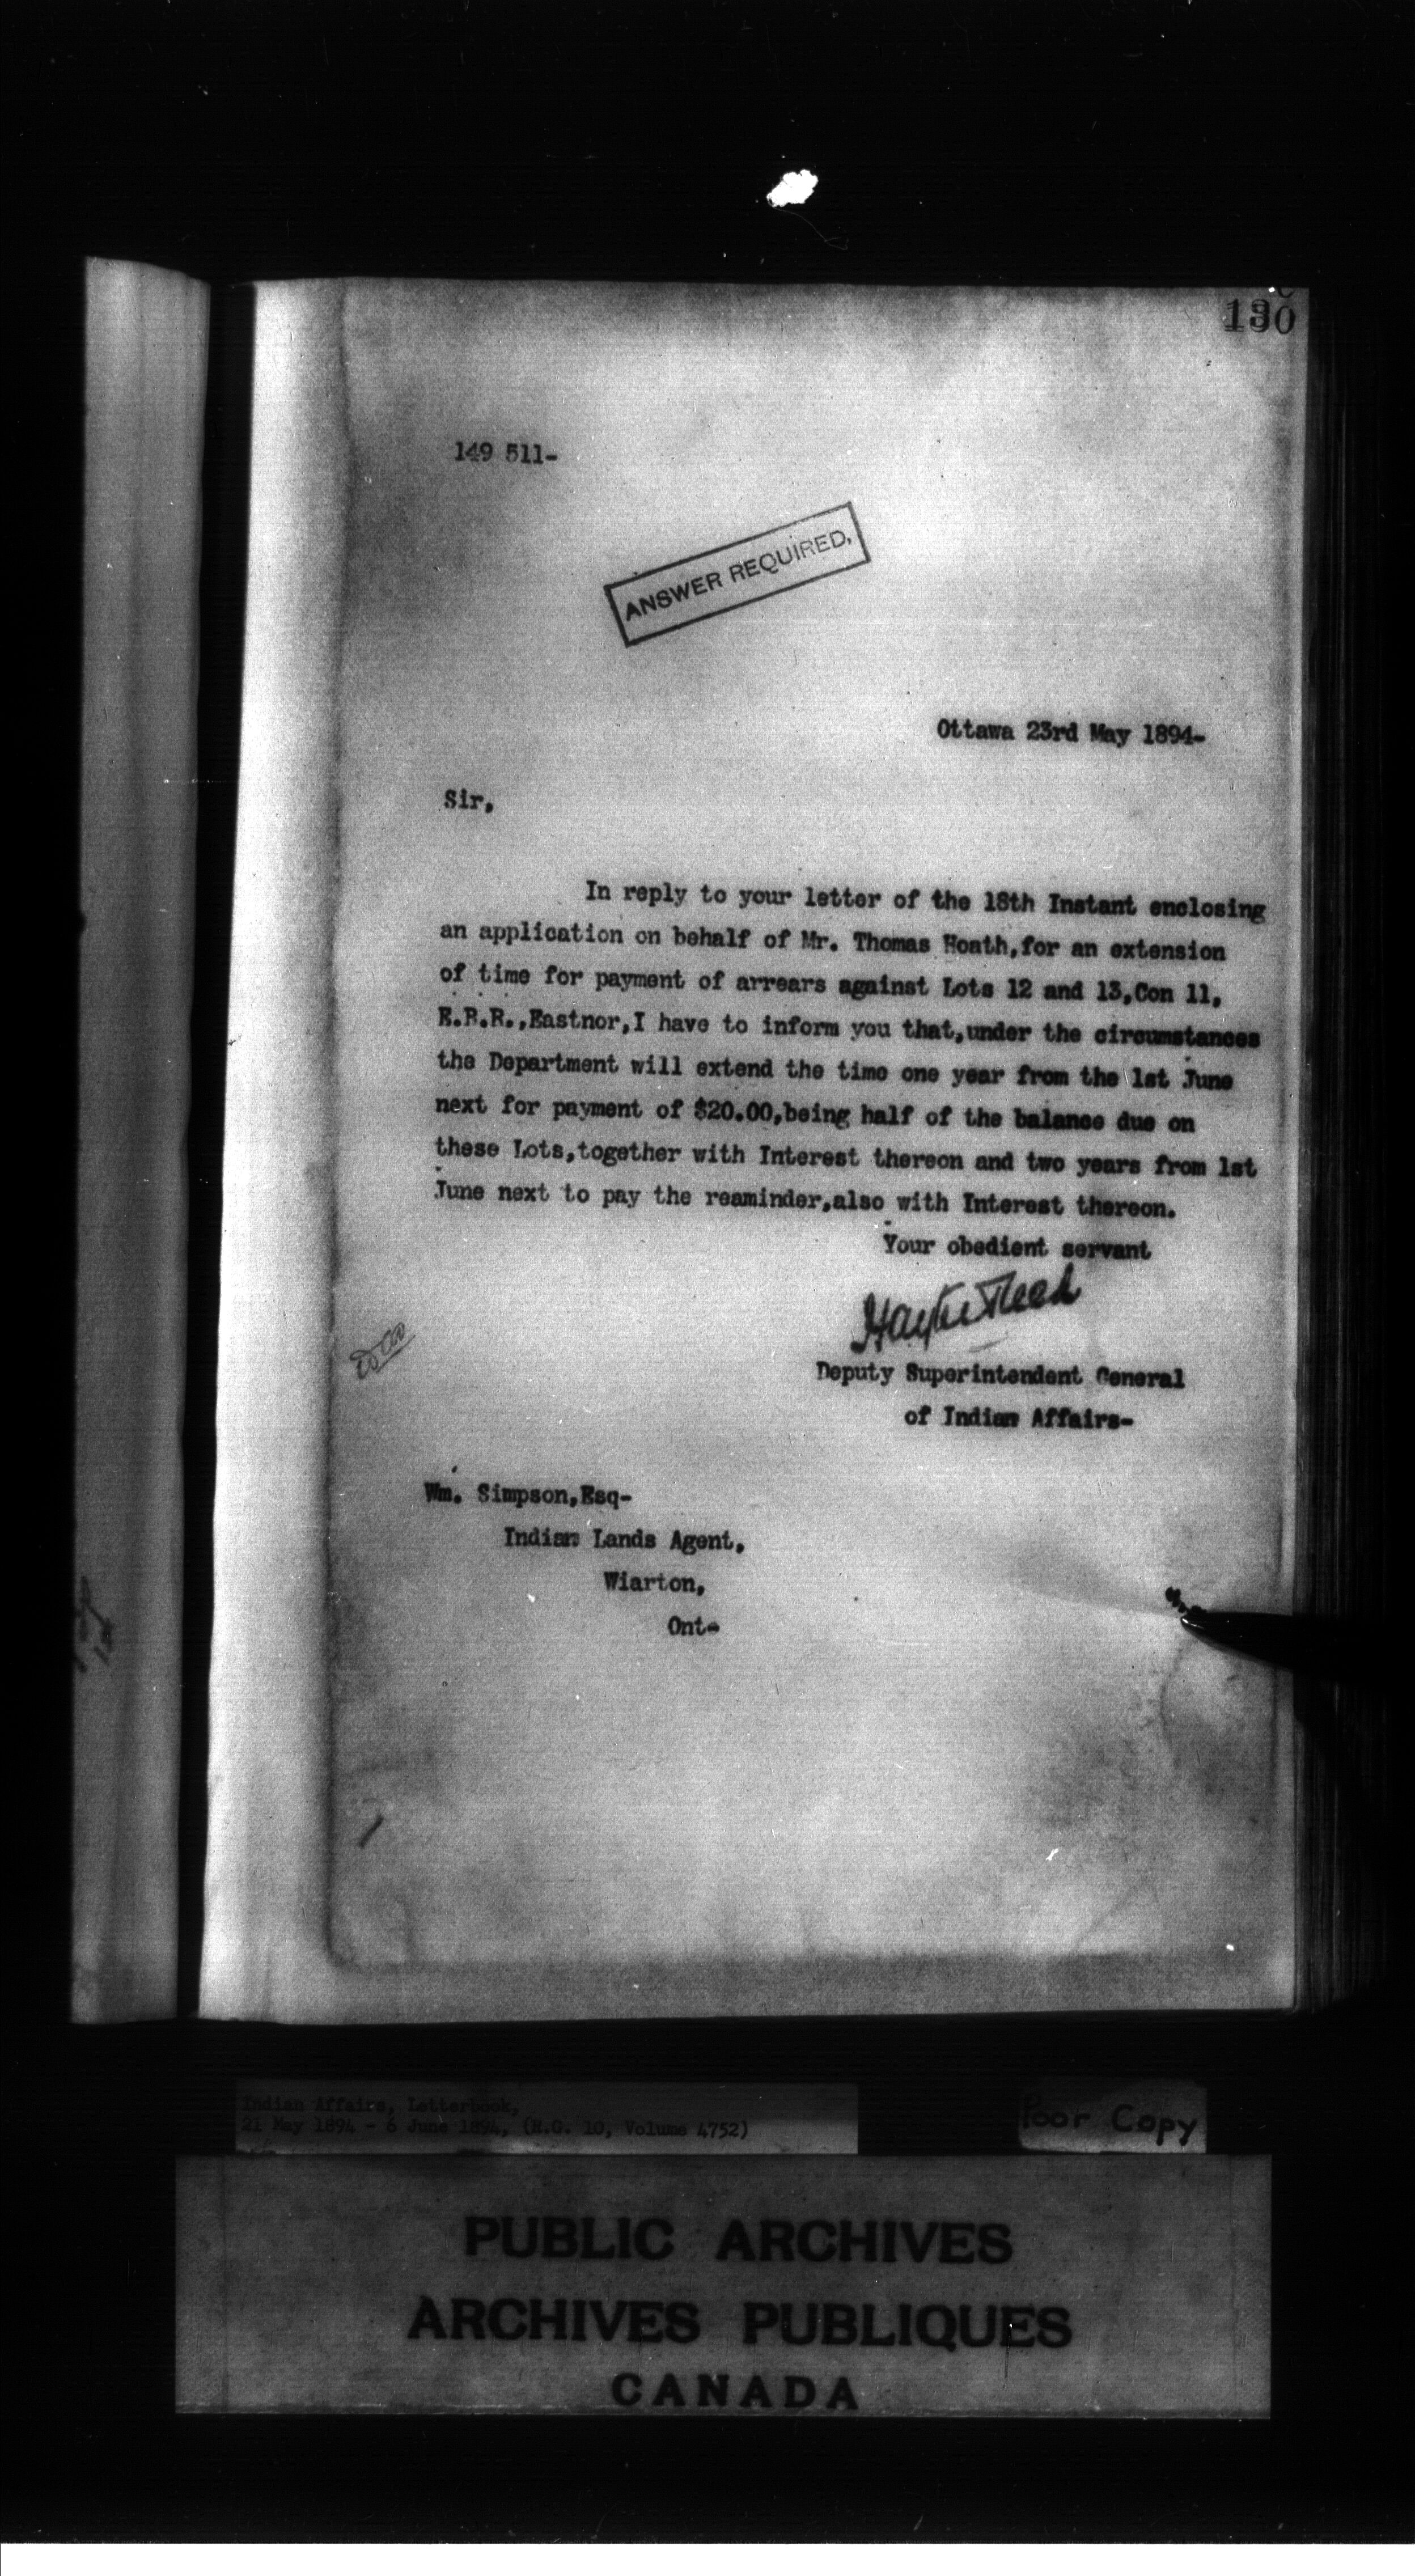 130
149 511-
ANSWER REQUIRED.
Ottawa 23rd May 1894-
Sir,
In reply to your letter of the 18th Instant enclosing
an application on behalf of Mr. Thomas Hoath,for an extension
of time for payment of arrears against Lots 12 and 13,Con 11,
E.B.R.,Eastnor,I have to inform you that,under the circumstances
the Department will extend the time one year from the 1st June
next for payment of $20.00,being half of the balance due on
these Lots,together with Interest thereon and two years from 1st
June next to pay the reaminder,also with Interest thereon.
Your obedient servant
Hayter Reed
Deputy Superintendent General
of Indian Affairs-
Wm. Simpson,Esq-
Indian Lands Agent,
Wiarton,
Ont-
Indian Affairs, Letterbook,
21 May 1894 - 6 June 1894, (R.G. 10, Volume 4752)
Poor Copy
PUBLIC ARCHIVES
ARCHIVES PUBLIQUES
CANADA